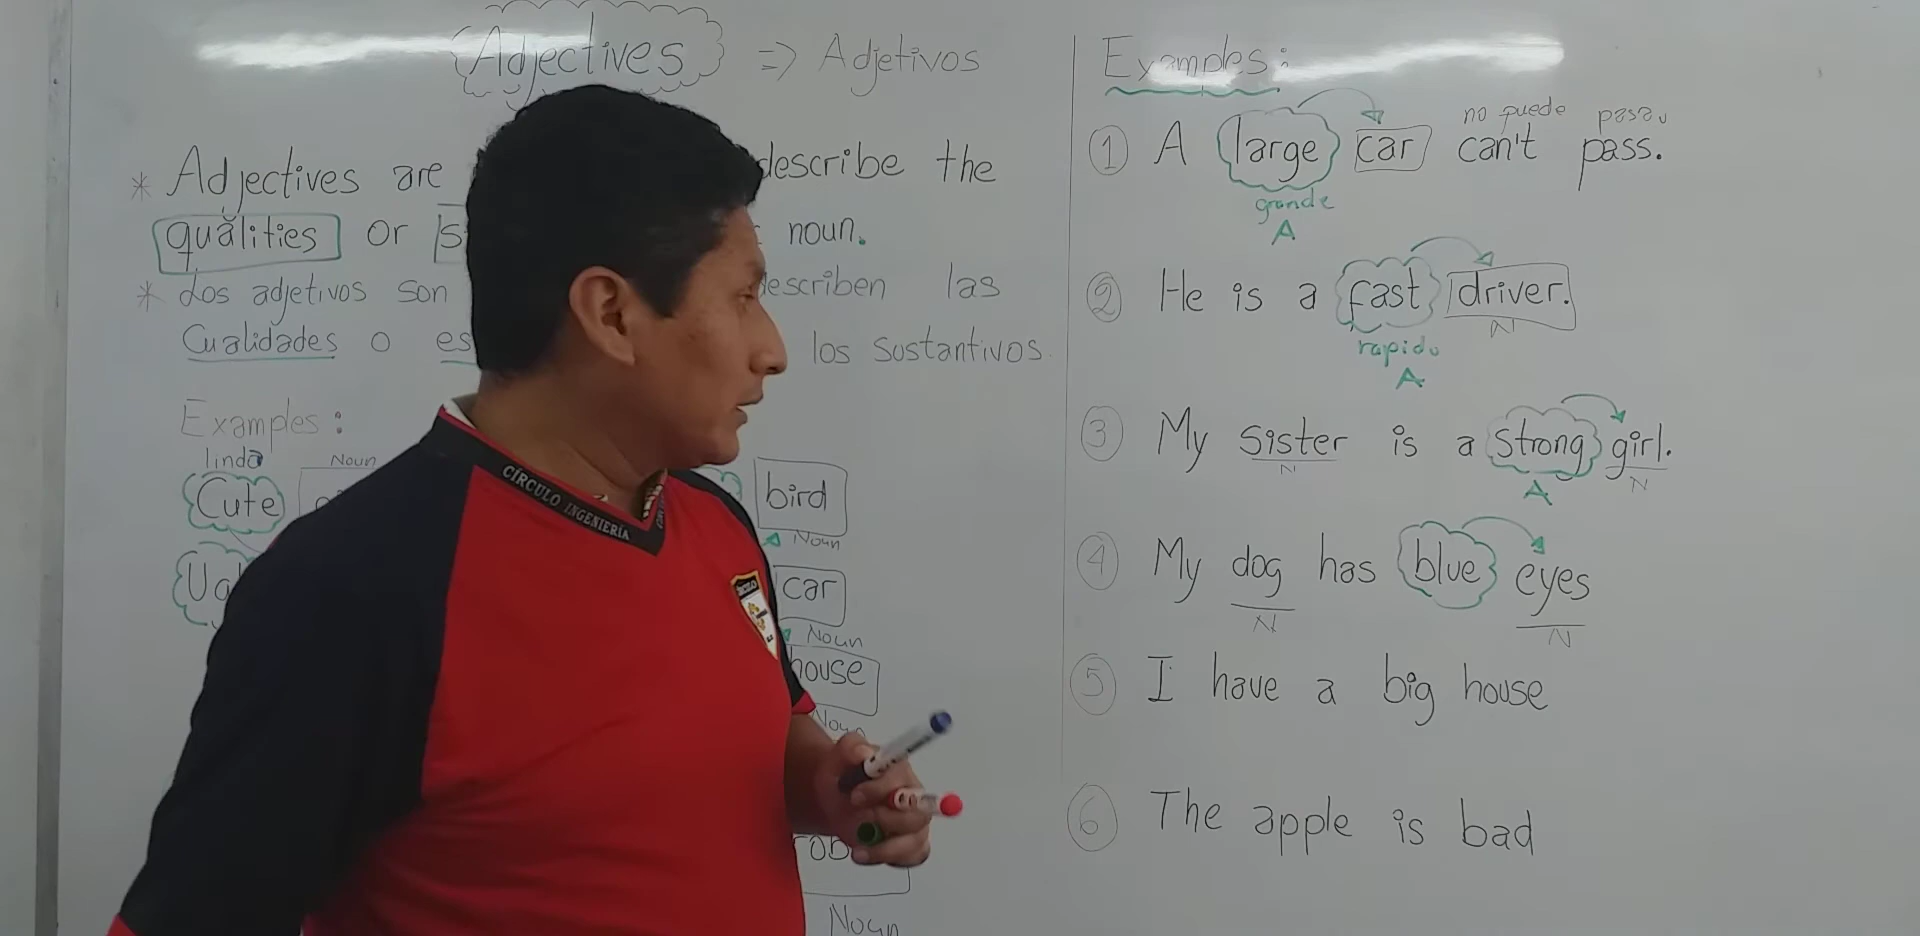 Adjectives => Adjetivos
* Adjectives are describe the
qualities or noun.
* Los adjetivos son describen las
Cualidades o los sustantivos.
Examples:
linda Noun
Cute bird
Noun
car
Noun
house
Noun
Noun
CÍRCULO INGENIERÍA
Examples:
no puede pasar
1 A large car can't pass.
grande
A
2 He is a fast driver.
N
rapido
A
3 My sister is a strong girl.
N A N
4 My dog has blue eyes
N N
5 I have a big house
6 The apple is bad